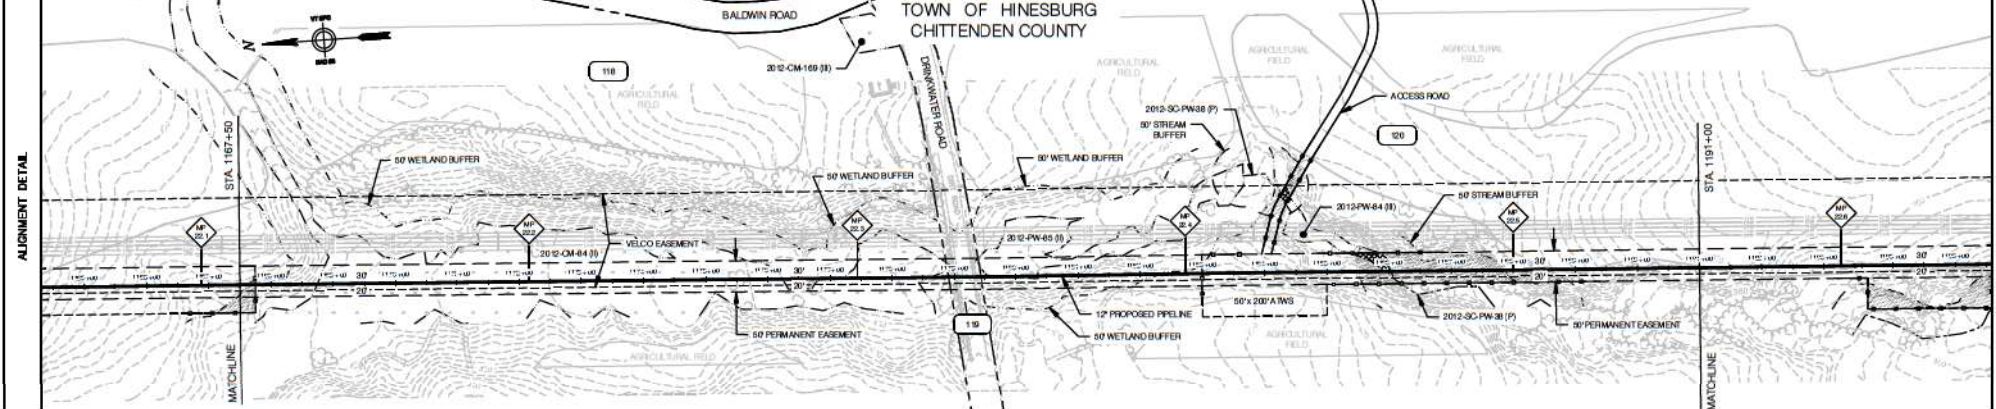 ALIGNMENT DETAIL
BALDWIN ROAD
TOWN OF HINESBURG
CHITTENDEN COUNTY
N
2012-CM-169 (III)
118
AGRICULTURAL
FIELD
DRINKWATER ROAD
AGRICULTURAL
FIELD
AGRICULTURAL
FIELD
AGRICULTURAL
FIELD
ACCESS ROAD
2012-SC-PW-38 (P)
50' STREAM
BUFFER
120
STA. 1167+50
STA. 1191+00
50' WETLAND BUFFER
50' WETLAND BUFFER
50' WETLAND BUFFER
50' STREAM BUFFER
2012-PW-84 (III)
MP
22.1
MP
22.2
MP
22.3
MP
22.4
MP
22.5
MP
22.6
2012-CM-84 (II)
VELCO EASEMENT
2012-PW-85 (II)
30'
30'
30'
30'
20'
20'
20'
20'
50' x 200' ATWS
12" PROPOSED PIPELINE
50' WETLAND BUFFER
50' PERMANENT EASEMENT
119
2012-SC-PW-38 (P)
50' PERMANENT EASEMENT
AGRICULTURAL FIELD
AGRICULTURAL
FIELD
MATCHLINE
MATCHLINE